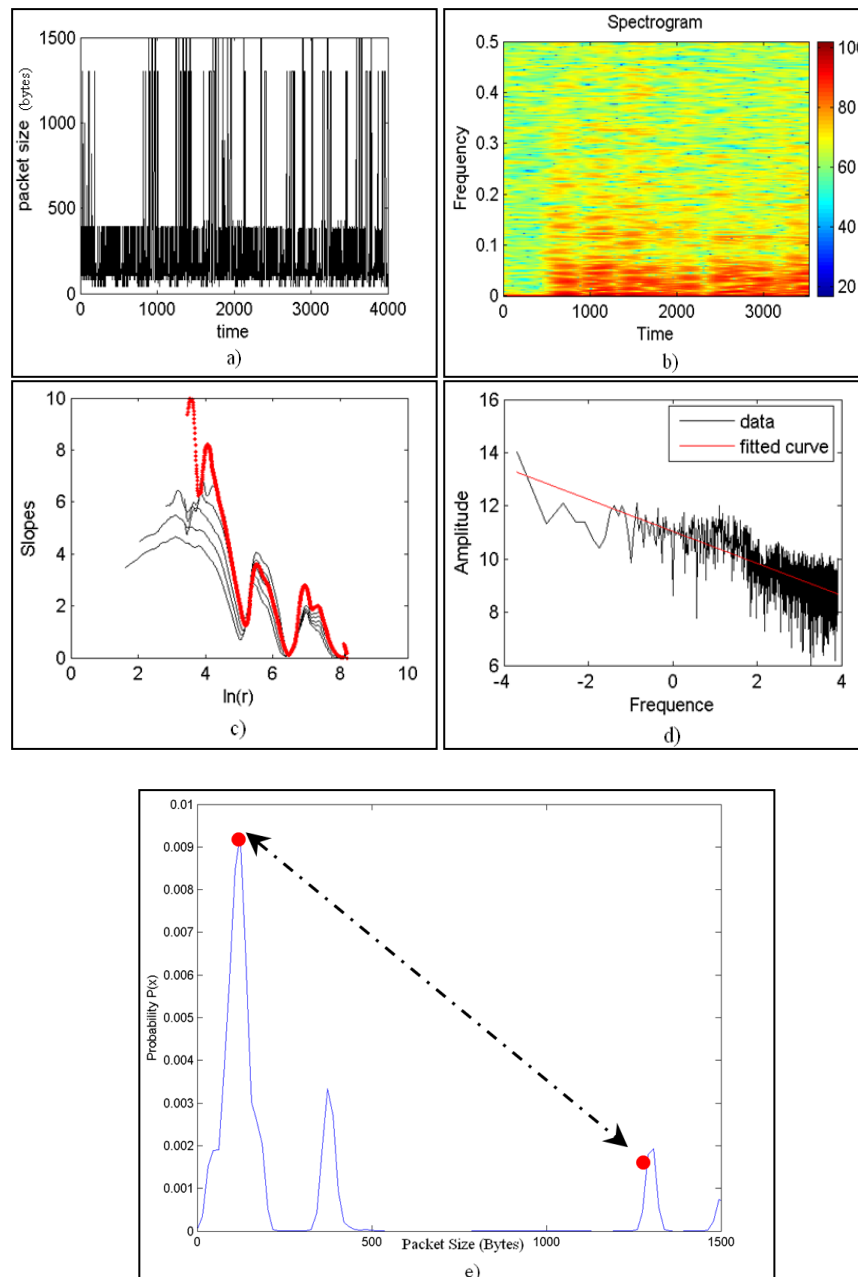 1500
1000
500
0
packet size (bytes)
0 1000 2000 3000 4000
time
a)
Spectrogram
0.5
0.4
0.3
0.2
0.1
0
Frequency
0 1000 2000 3000
Time
100
80
60
40
20
b)
10
8
6
4
2
0
Slopes
0 2 4 6 8 10
ln(r)
c)
16
14
12
10
8
6
Amplitude
data
fitted curve
-4 -2 0 2 4
Frequence
d)
0.01
0.009
0.008
0.007
0.006
0.005
0.004
0.003
0.002
0.001
0
Probability P(x)
0 500 1000 1500
Packet Size (Bytes)
e)